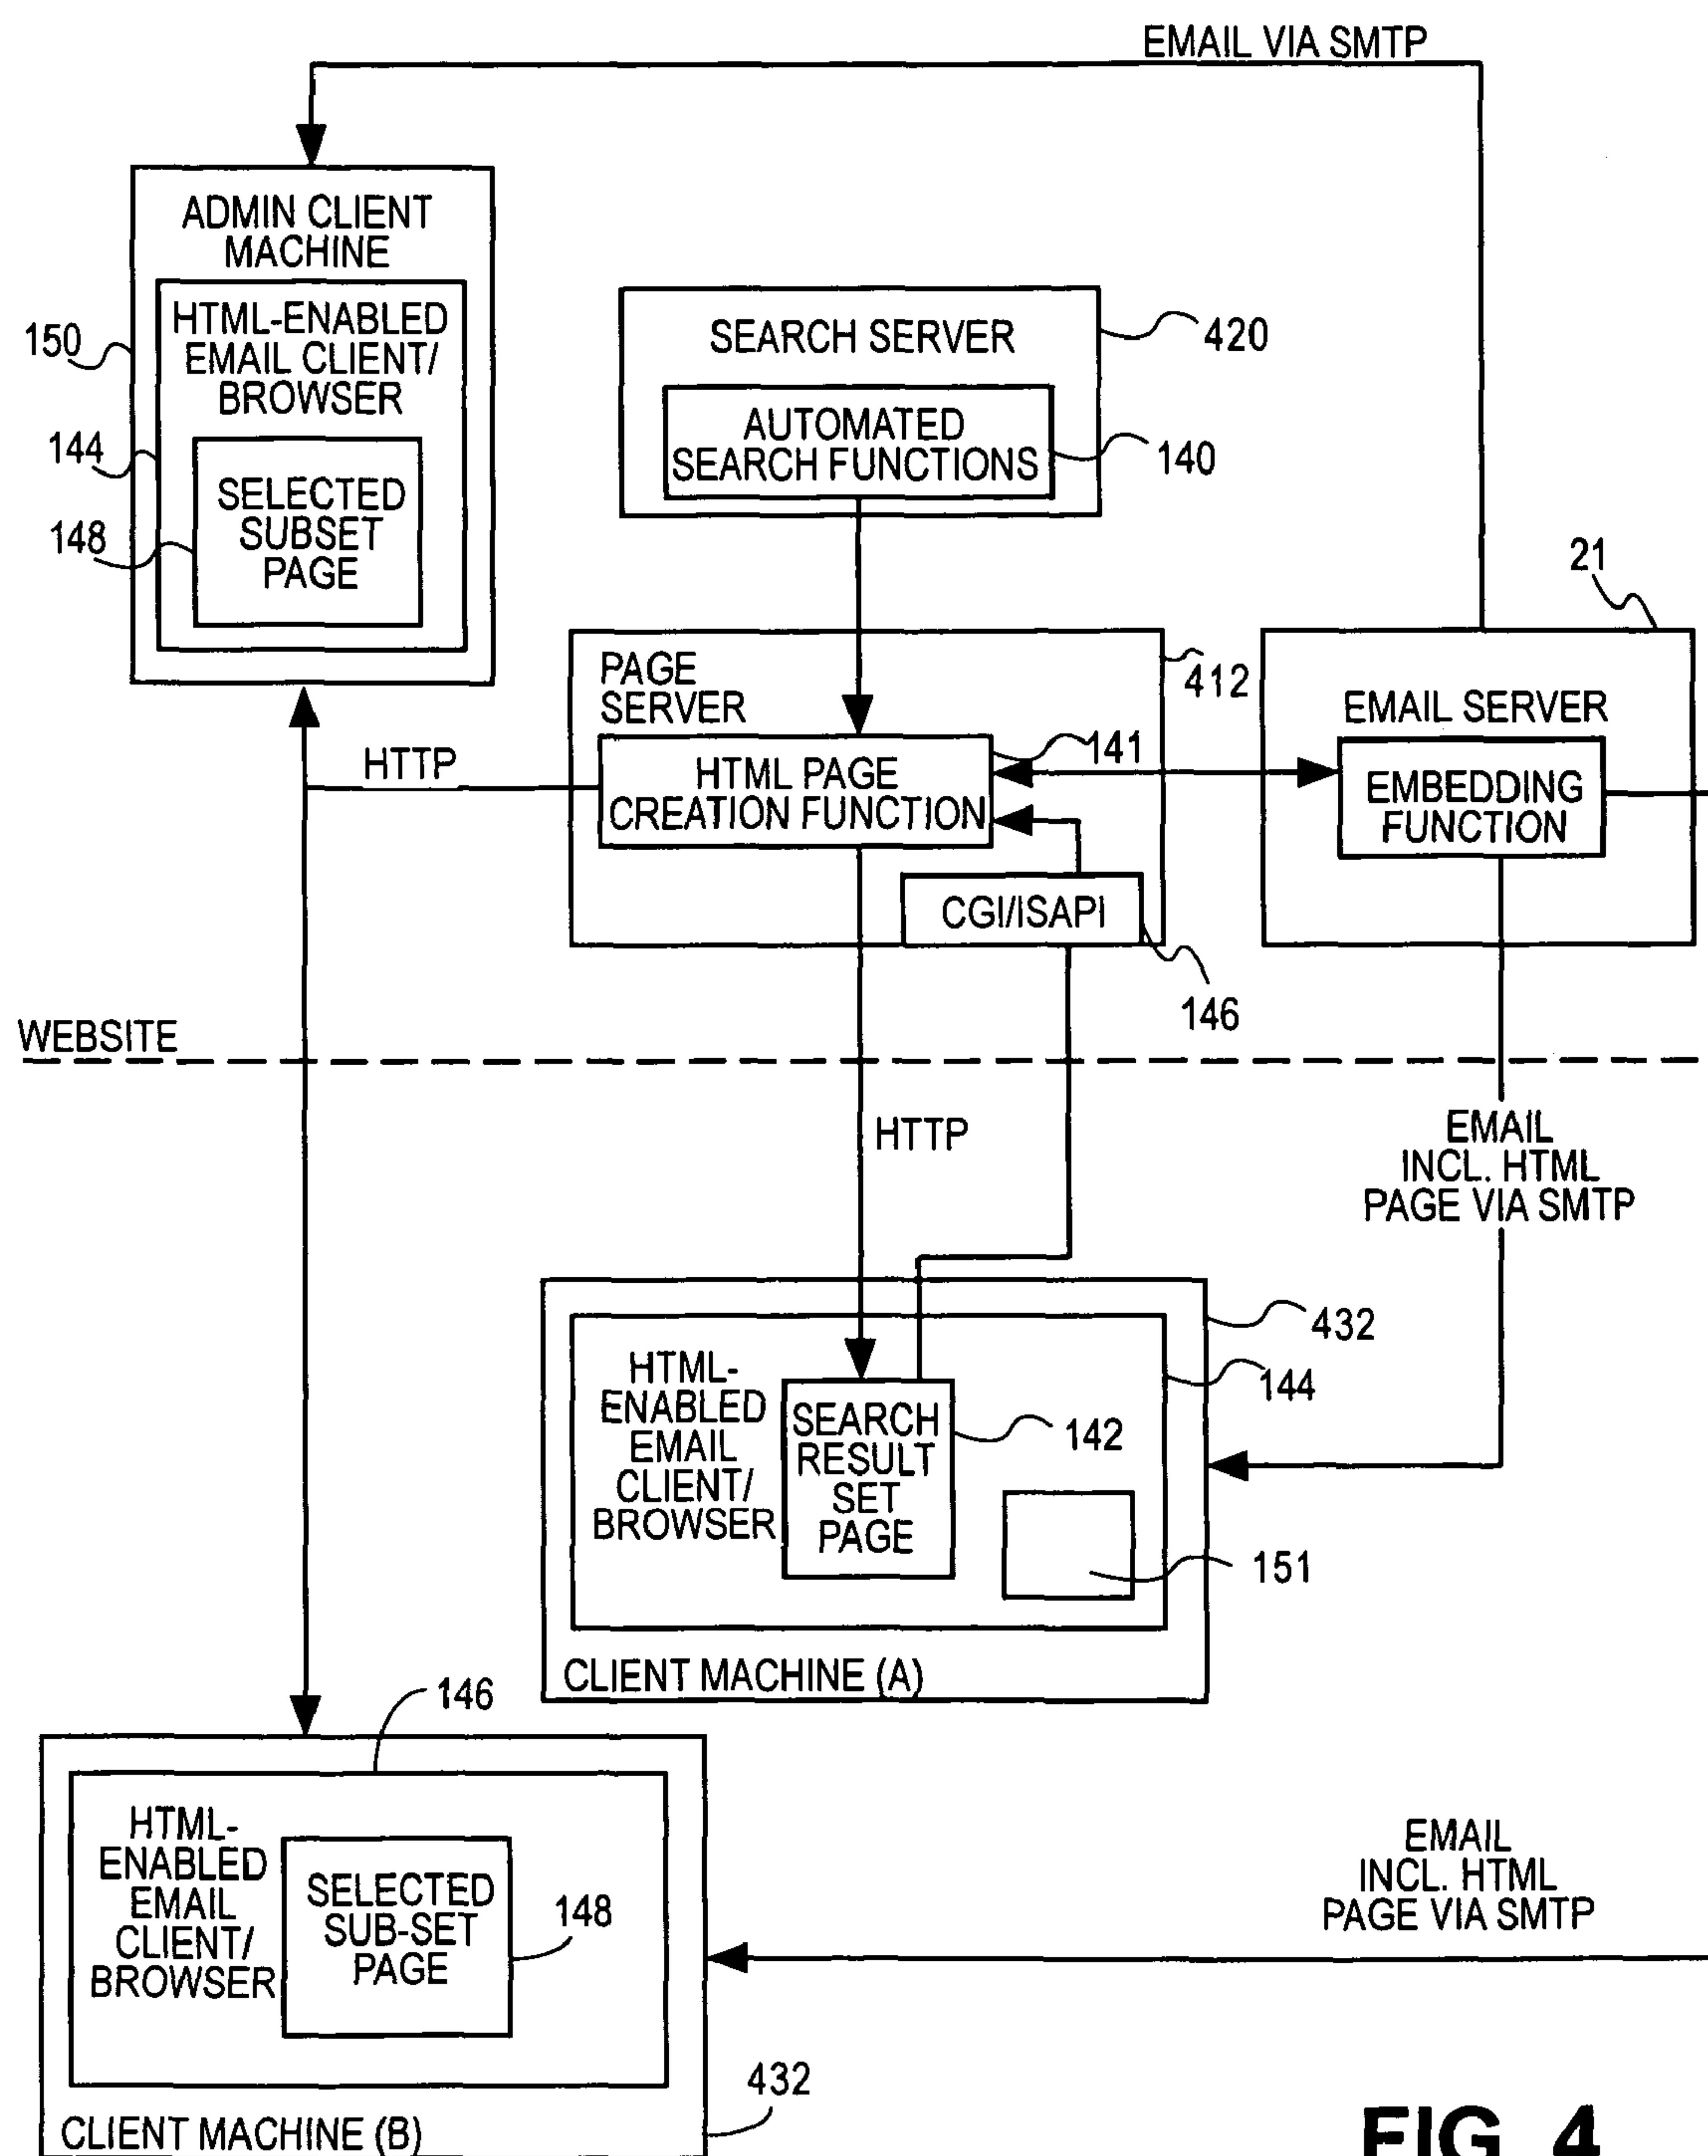 EMAIL VIA SMTP
ADMIN CLIENT
MACHINE
HTML-ENABLED
EMAIL CLIENT/
BROWSER
SELECTED
SUBSET
PAGE
150
144
148
SEARCH SERVER
420
AUTOMATED
SEARCH FUNCTIONS
140
21
PAGE
SERVER
412
HTML PAGE
CREATION FUNCTION
141
CGI/ISAPI
146
EMAIL SERVER
EMBEDDING
FUNCTION
HTTP
WEBSITE
HTTP
EMAIL
INCL. HTML
PAGE VIA SMTP
432
144
HTML-
ENABLED
EMAIL
CLIENT/
BROWSER
SEARCH
RESULT
SET
PAGE
142
151
CLIENT MACHINE (A)
146
HTML-
ENABLED
EMAIL
CLIENT/
BROWSER
SELECTED
SUB-SET
PAGE
148
EMAIL
INCL. HTML
PAGE VIA SMTP
432
CLIENT MACHINE (B)
FIG. 4